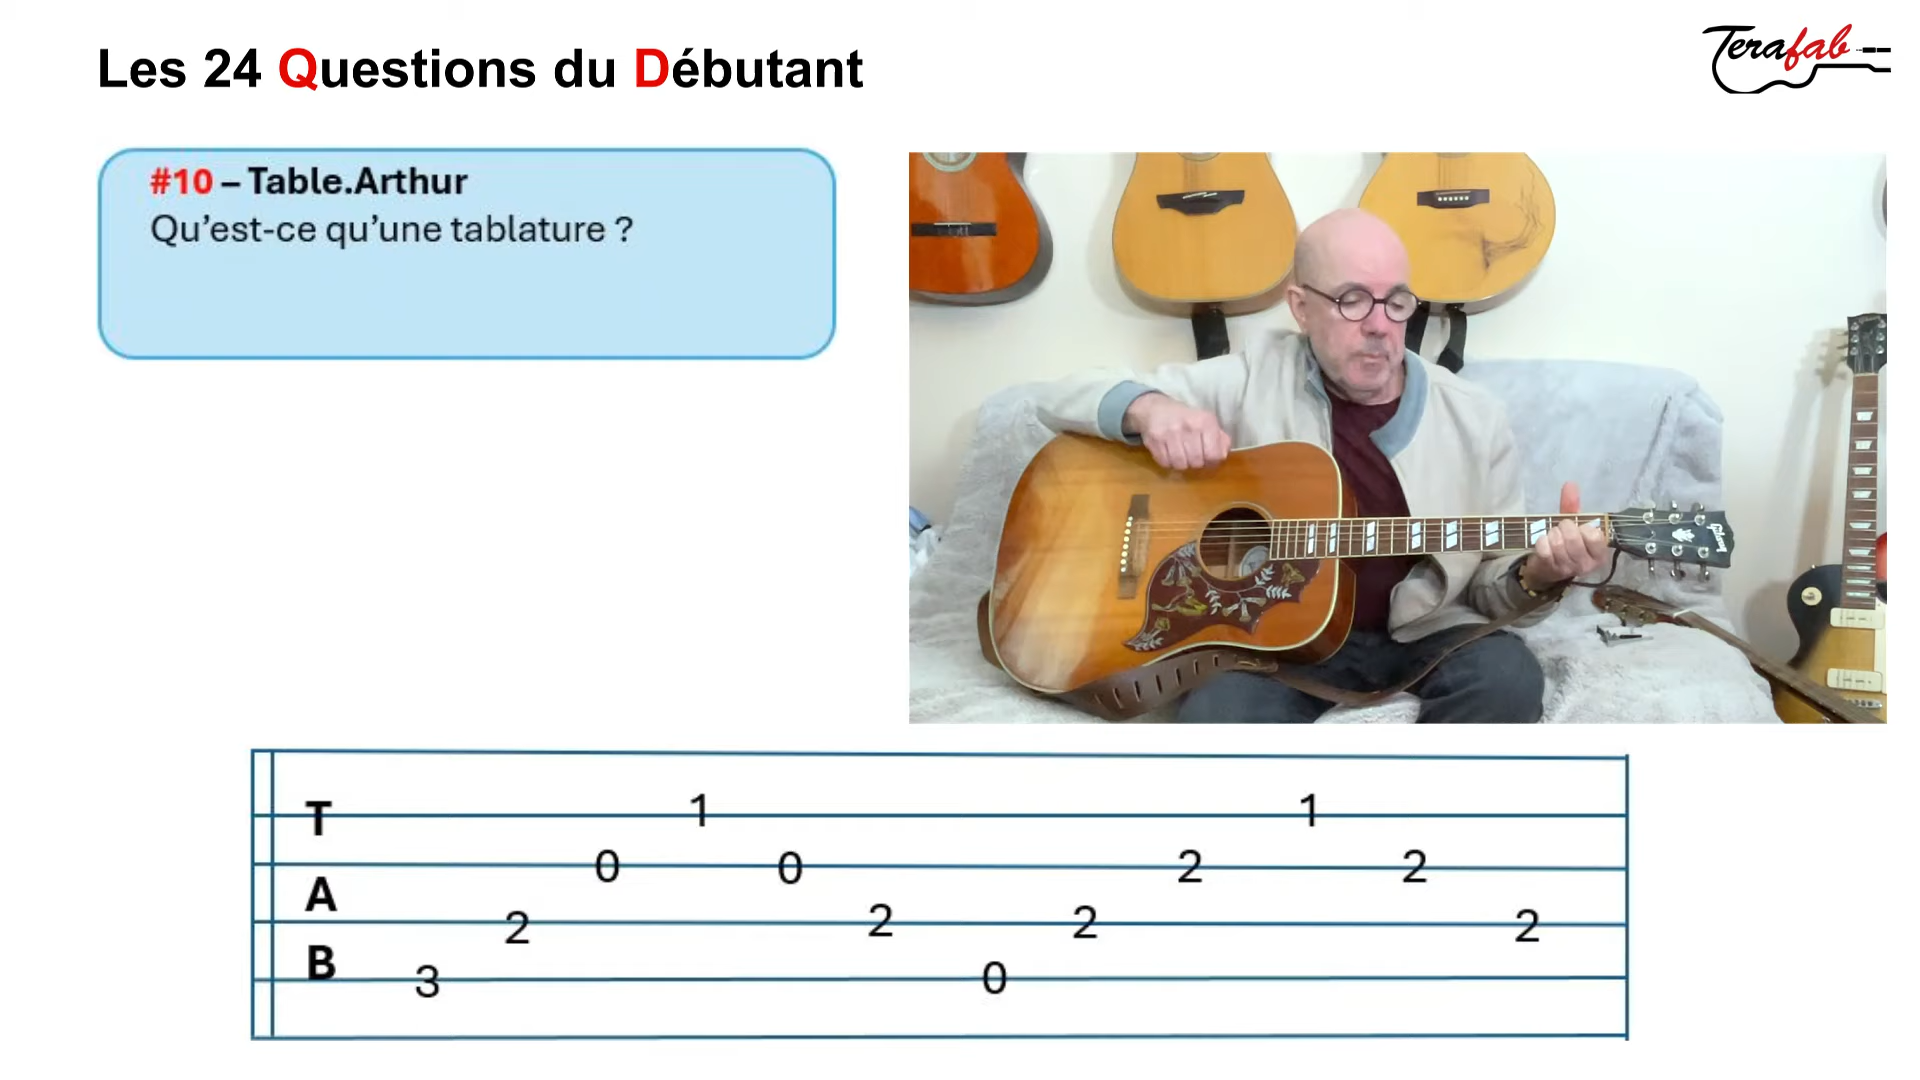 Les 24 Questions du Débutant
Terafab
#10 – Table.Arthur
Qu’est-ce qu’une tablature ?
T 1 1
0 0 2 2
A
2 2 2 2
B
3 0